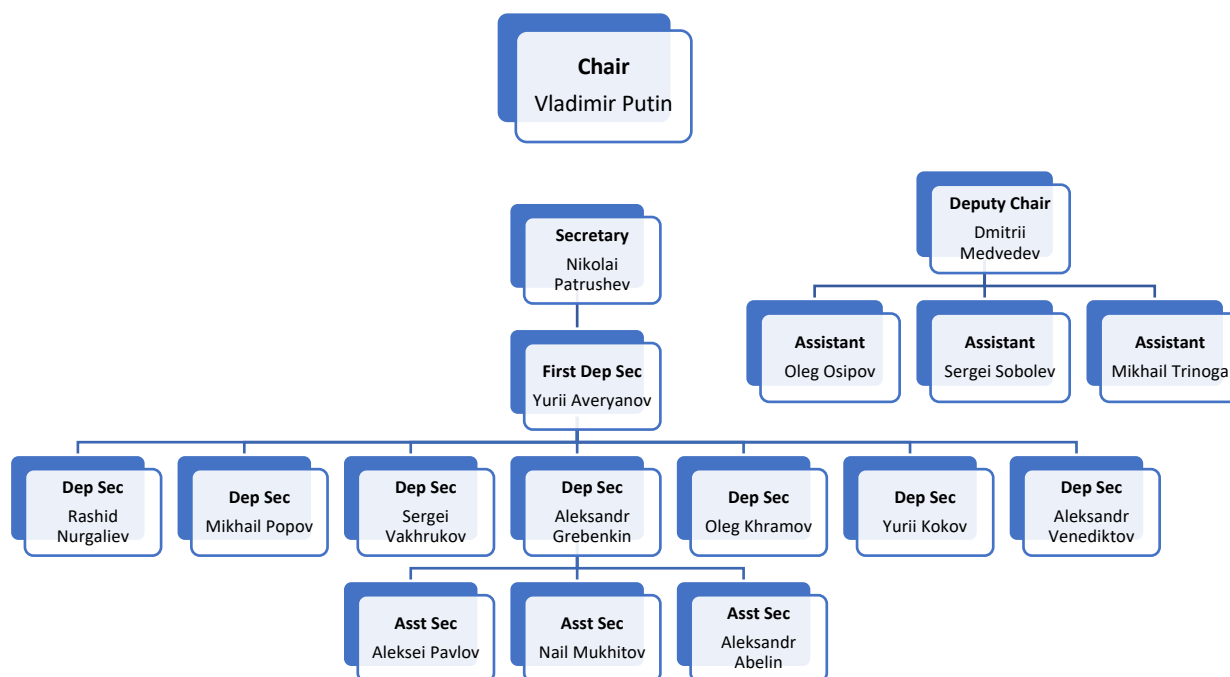 Chair
Vladimir Putin
Deputy Chair
Dmitrii
Medvedev
Secretary
Nikolai
Patrushev
Assistant
Oleg Osipov
Assistant
Sergei Sobolev
Assistant
Mikhail Trinoga
First Dep Sec
Yurii Averyanov
Dep Sec
Rashid
Nurgaliev
Dep Sec
Mikhail Popov
Dep Sec
Sergei
Vakhrukov
Dep Sec
Aleksandr
Grebenkin
Dep Sec
Oleg Khramov
Dep Sec
Yurii Kokov
Dep Sec
Aleksandr
Venediktov
Asst Sec
Aleksei Pavlov
Asst Sec
Nail Mukhitov
Asst Sec
Aleksandr
Abelin